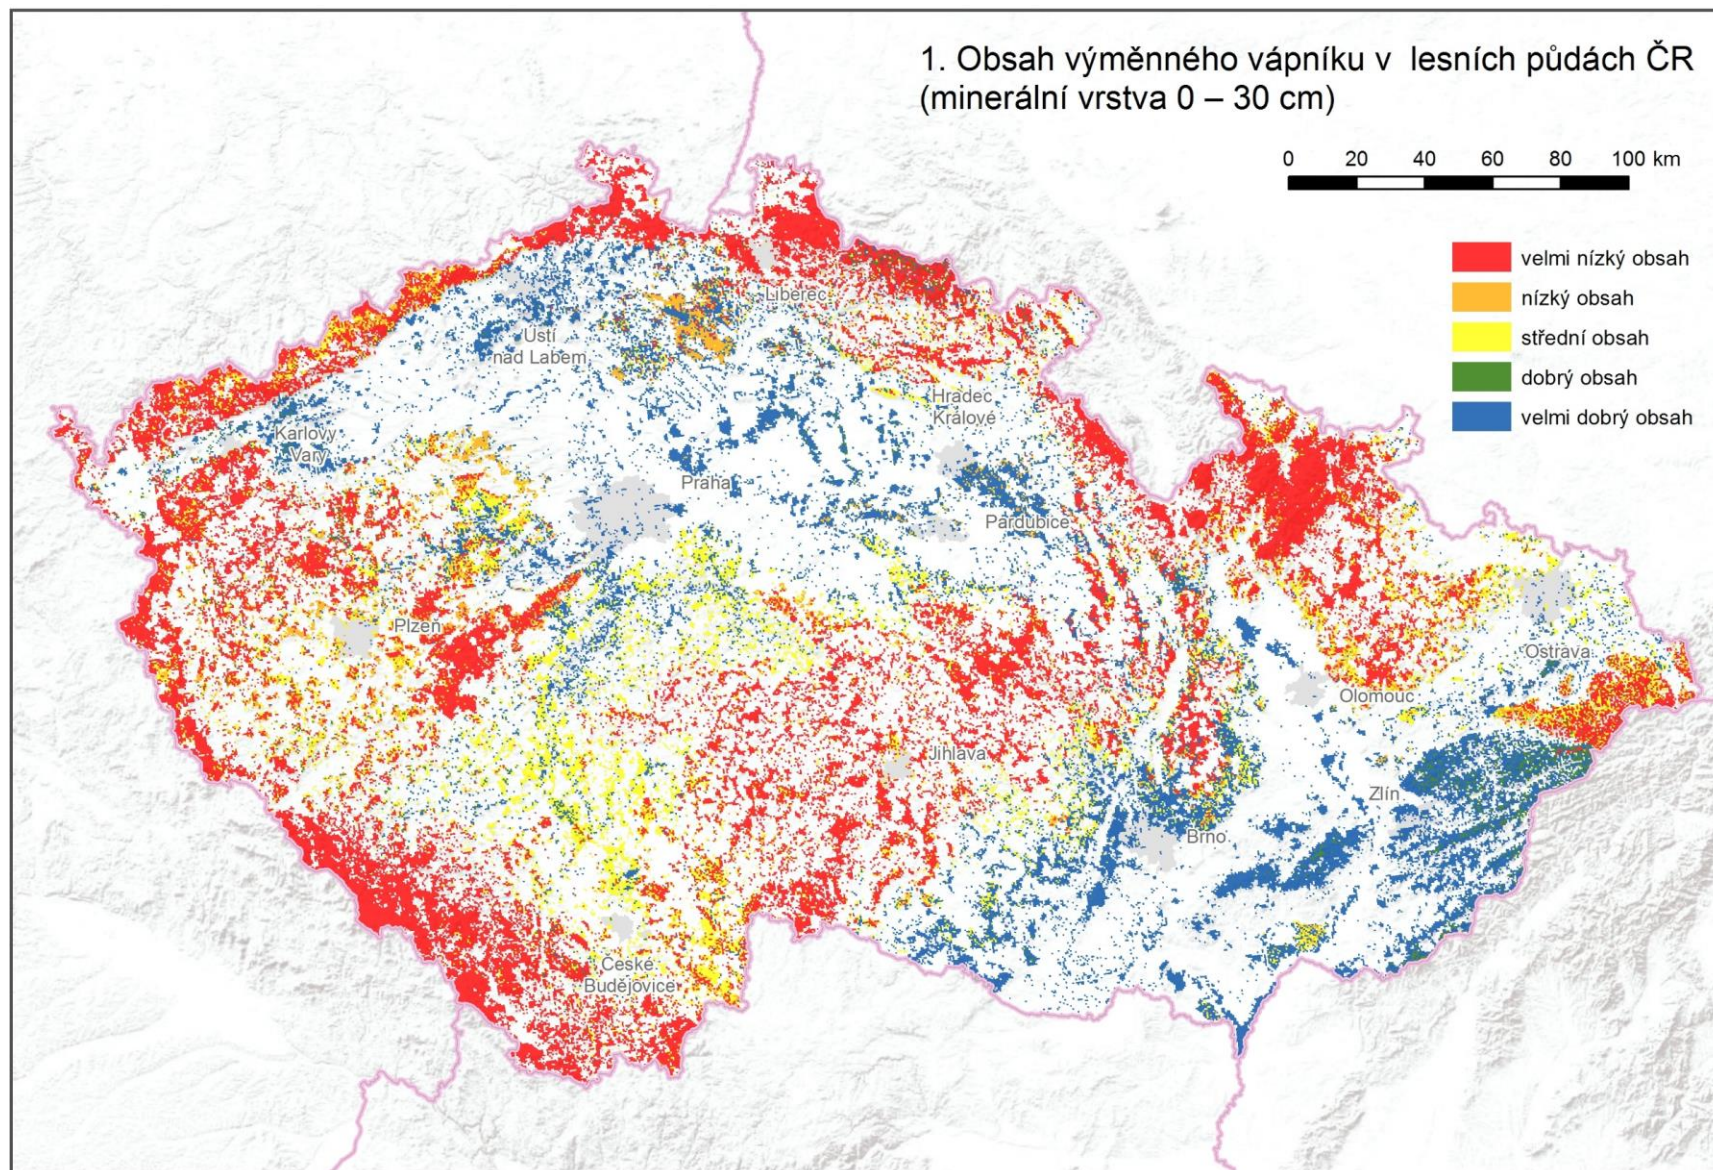 1. Obsah výměnného vápníku v lesních půdách ČR
(minerální vrstva 0 – 30 cm)
0 20 40 60 80 100 km
velmi nízký obsah
nízký obsah
střední obsah
dobrý obsah
velmi dobrý obsah
Liberec
Ústí
nad Labem
Hradec
Králové
Karlovy
Vary
Praha
Pardubice
Plzeň
Ostrava
Olomouc
Jihlava
Zlín
Brno
České
Budějovice